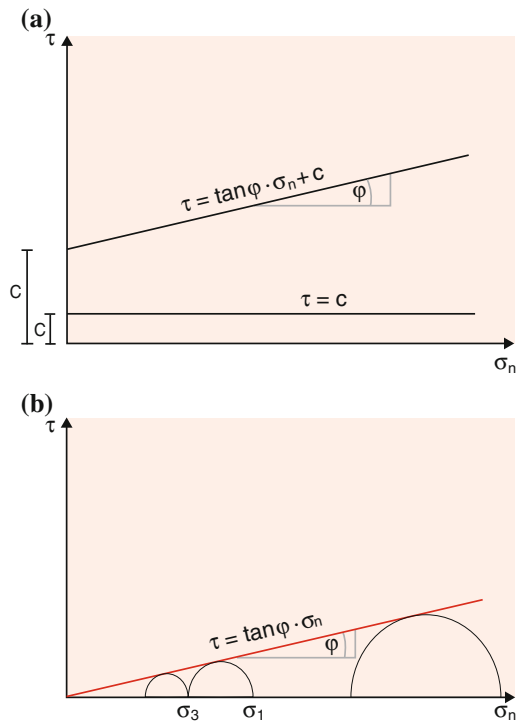 (a)
τ
τ = tanφ · σn + c
φ
c
τ = c
c
σn
(b)
τ
τ = tanφ · σn
φ
σ3 σ1 σn